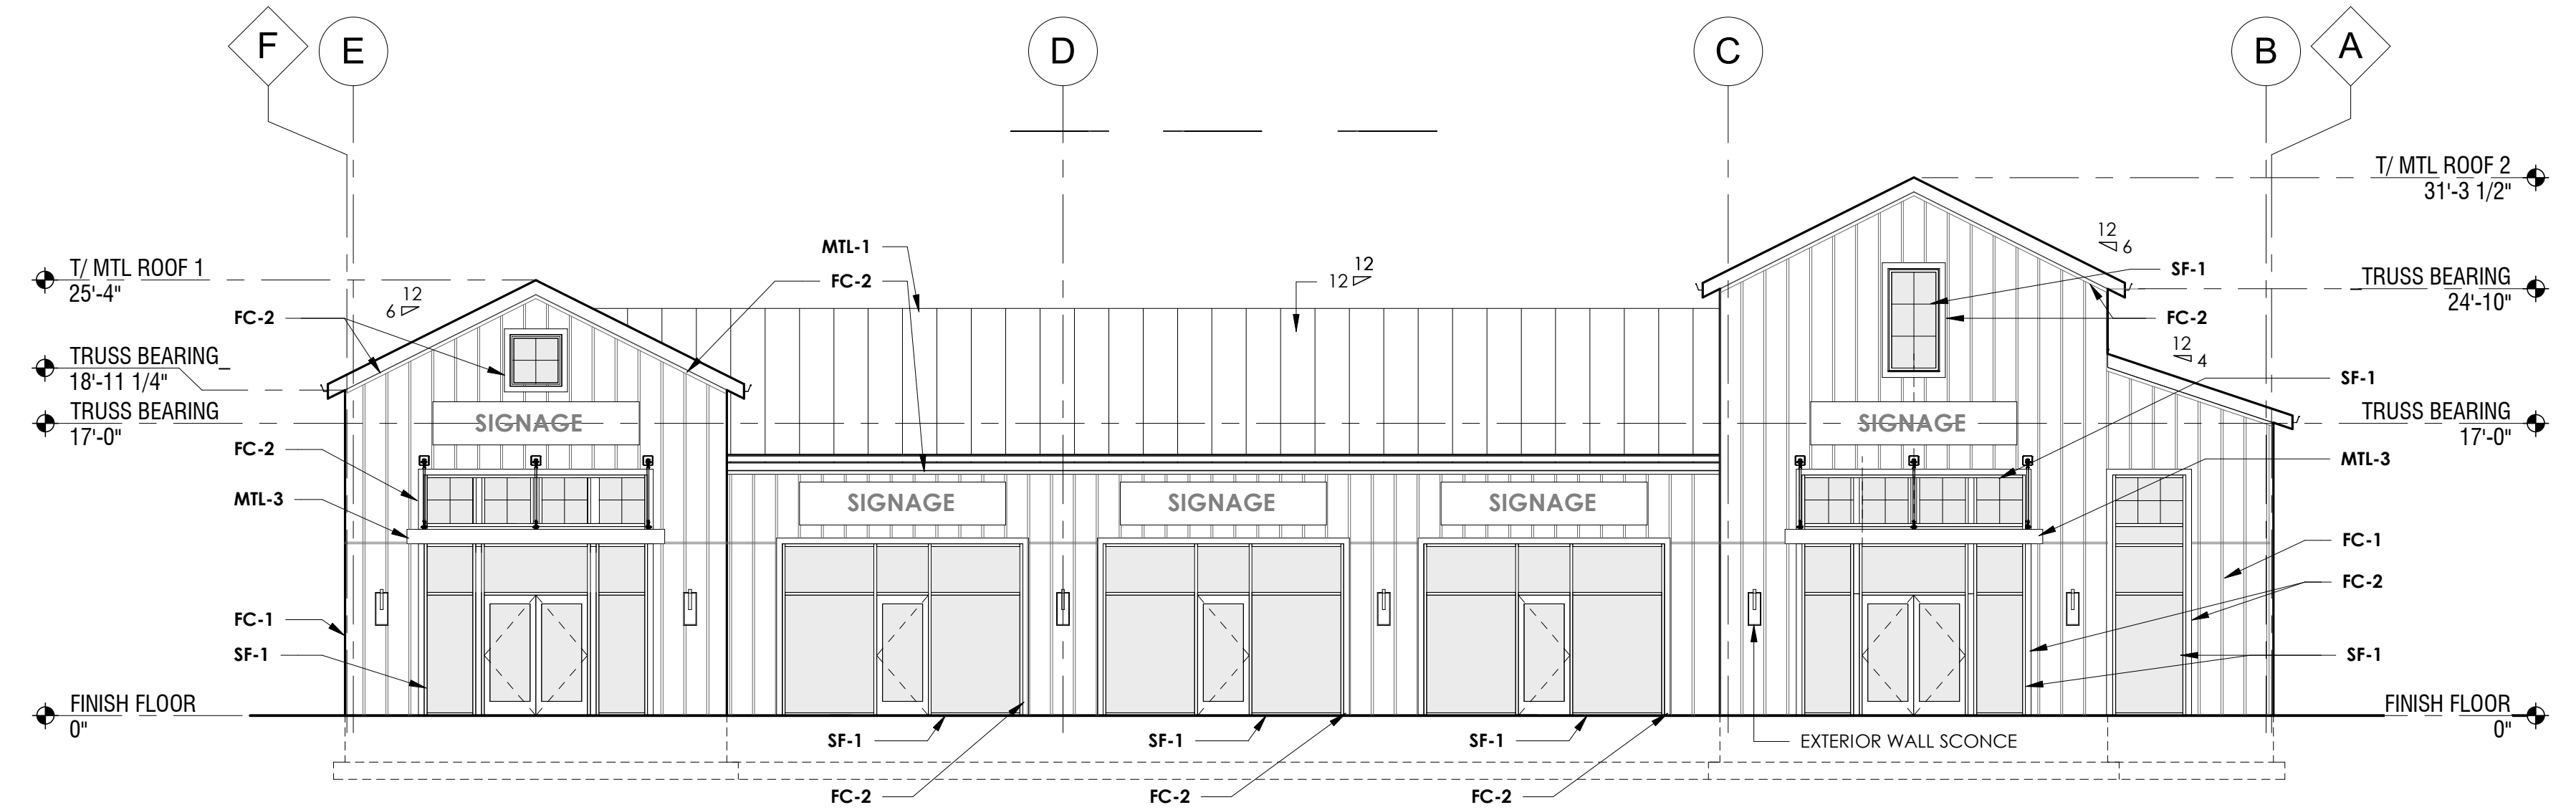 F
E
D
C
B
A
T/ MTL ROOF 2
31'-3 1/2"
12
6
MTL-1
12
12
SF-1
T/ MTL ROOF 1
25'-4"
FC-2
TRUSS BEARING
24'-10"
12
6
FC-2
FC-2
12
4
TRUSS BEARING
18'-11 1/4"
SF-1
TRUSS BEARING
17'-0"
SIGNAGE
SIGNAGE
TRUSS BEARING
17'-0"
FC-2
MTL-3
MTL-3
SIGNAGE
SIGNAGE
SIGNAGE
FC-1
FC-2
FC-1
SF-1
SF-1
FINISH FLOOR
0"
FINISH FLOOR
0"
SF-1
SF-1
SF-1
EXTERIOR WALL SCONCE
FC-2
FC-2
FC-2